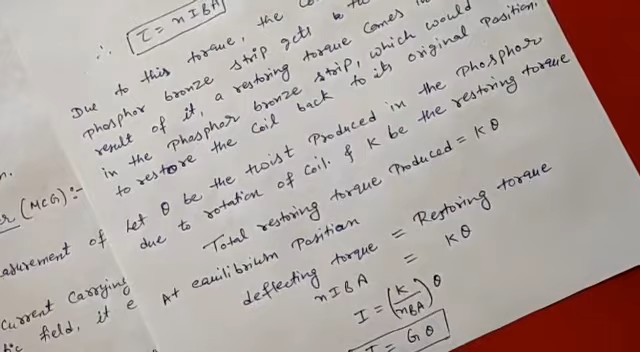 ∴ τ = nIBA
Due to this torque, the
phosphor bronze strip gets
result of it, a restoring torque comes
in the phosphor bronze strip, which would
to restore the coil back to its original position.
Let θ be the twist produced in the phosphor
due to rotation of coil. & K be the restoring torque
Total restoring torque produced = Kθ
At equilibrium position
deflecting torque = Restoring torque
nIBA = Kθ
I = (K/nBA) θ
I = Gθ
n.
er (MCG):-
asurement of
current carrying
ic field, it e